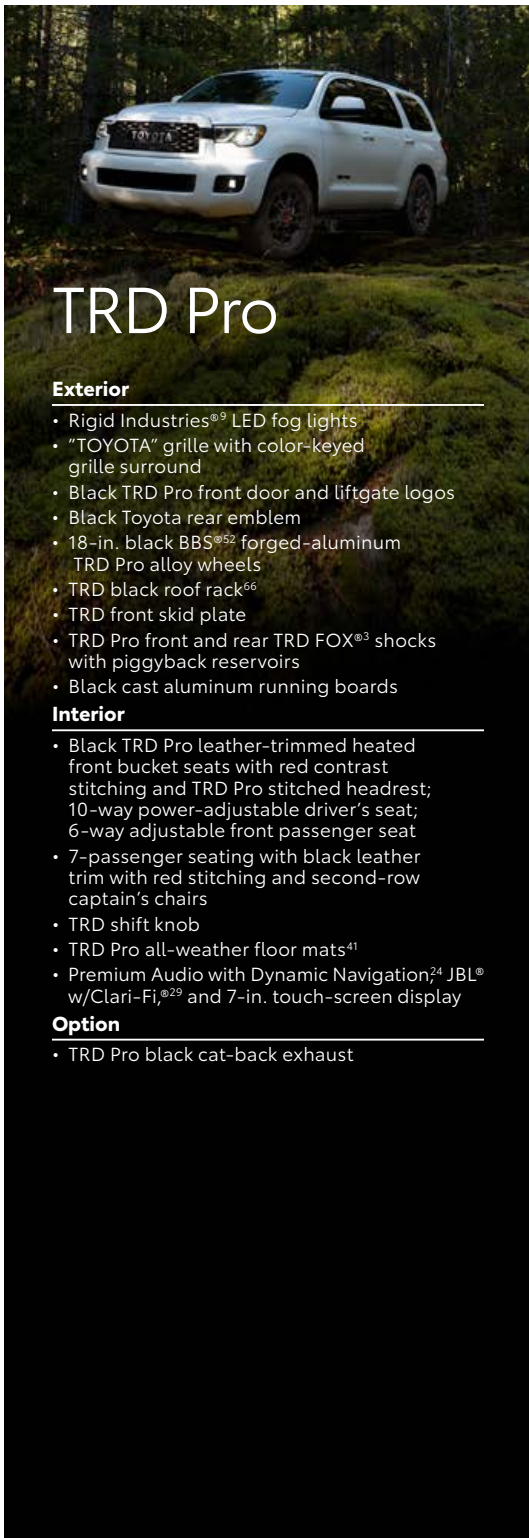 TOYOTA
TRD Pro
Exterior
• Rigid Industries®⁹ LED fog lights
• "TOYOTA" grille with color-keyed
grille surround
• Black TRD Pro front door and liftgate logos
• Black Toyota rear emblem
• 18-in. black BBS®⁵² forged-aluminum
TRD Pro alloy wheels
• TRD black roof rack⁶⁶
• TRD front skid plate
• TRD Pro front and rear TRD FOX®³ shocks
with piggyback reservoirs
• Black cast aluminum running boards
Interior
• Black TRD Pro leather-trimmed heated
front bucket seats with red contrast
stitching and TRD Pro stitched headrest;
10-way power-adjustable driver's seat;
6-way adjustable front passenger seat
• 7-passenger seating with black leather
trim with red stitching and second-row
captain's chairs
• TRD shift knob
• TRD Pro all-weather floor mats⁴¹
• Premium Audio with Dynamic Navigation,²⁴ JBL®
w/Clari-Fi,®²⁹ and 7-in. touch-screen display
Option
• TRD Pro black cat-back exhaust